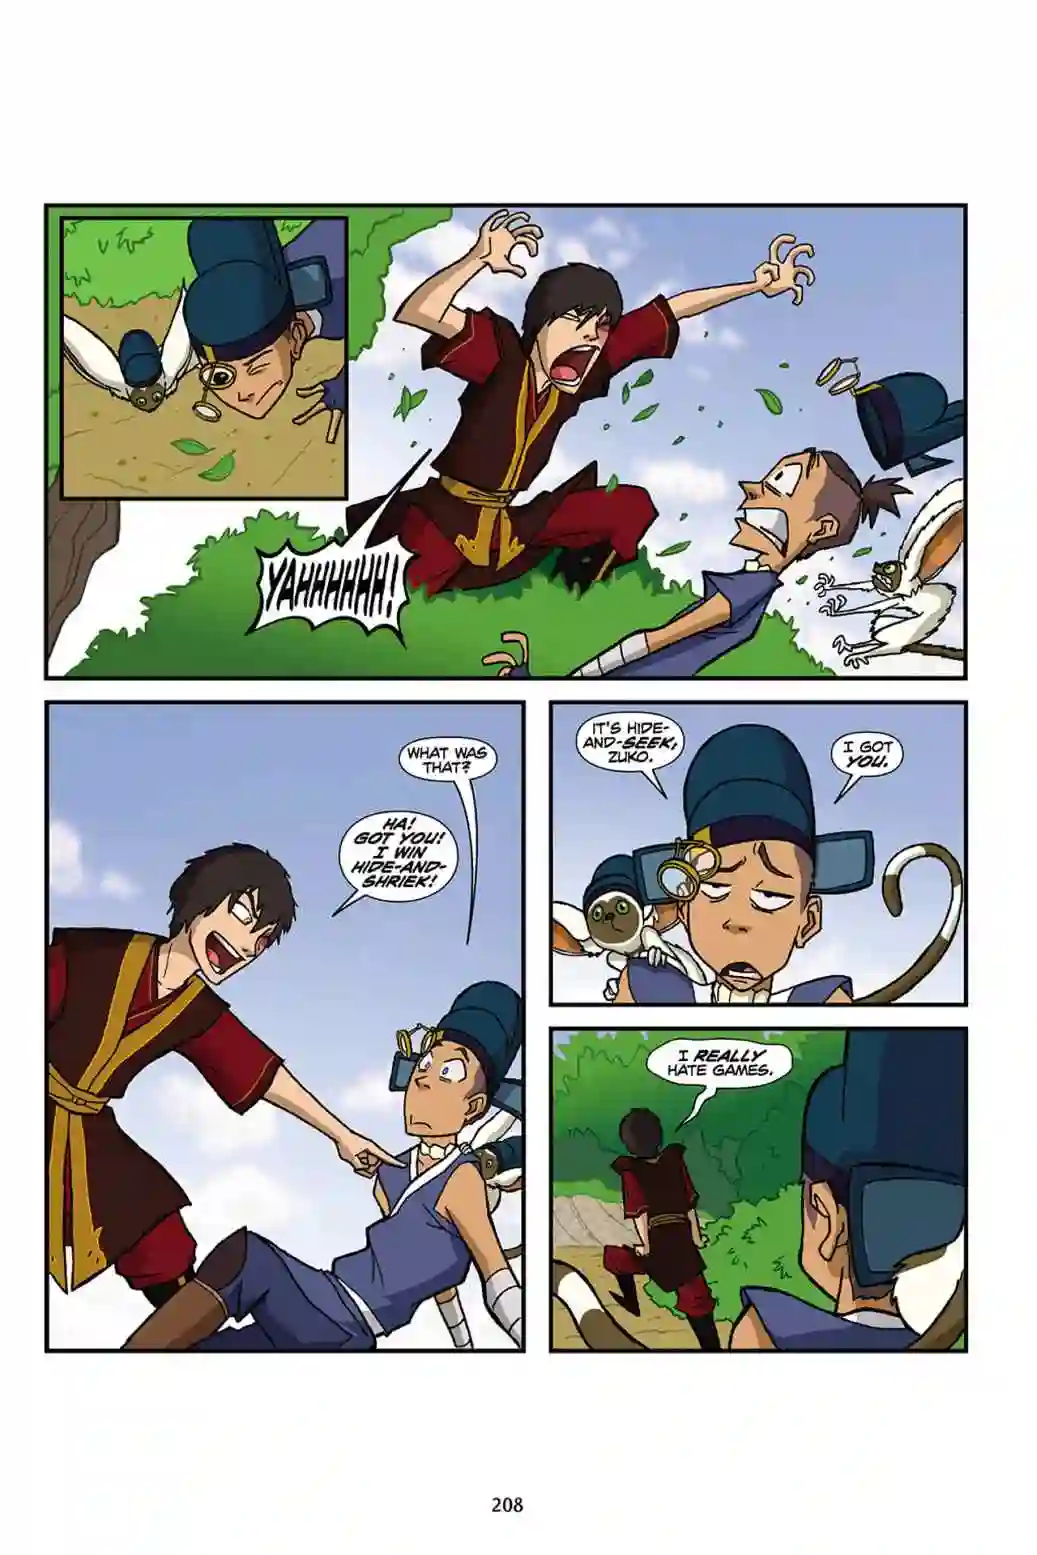 YAHHHHHHH!
WHAT WAS
THAT?
HA!
GOT YOU!
I WIN
HIDE-AND-
SHRIEK!
IT'S HIDE-
AND-SEEK,
ZUKO.
I GOT
YOU.
I REALLY
HATE GAMES.
208